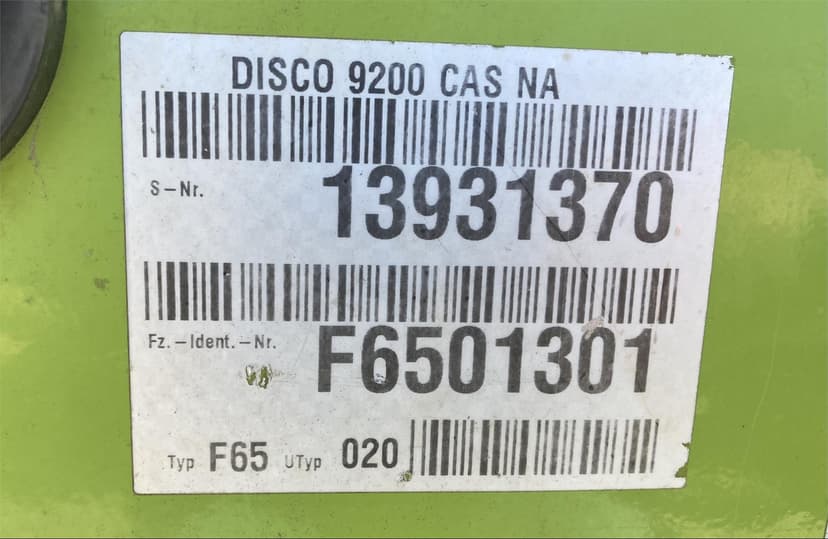 DISCO 9200 CAS NA
S-Nr. 13931370
Fz.-Ident.-Nr. F6501301
Typ F65 UTyp 020